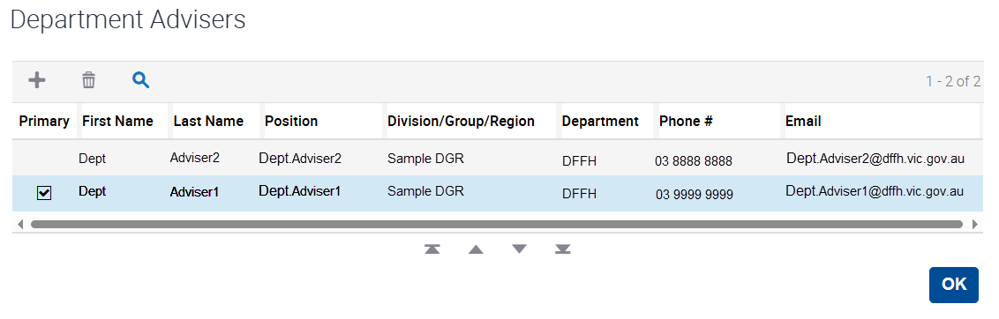 Department Advisers
1 - 2 of 2
Primary First Name Last Name Position Division/Group/Region Department Phone # Email
Dept Adviser2 Dept.Adviser2 Sample DGR DFFH 03 8888 8888 Dept.Adviser2@dffh.vic.gov.au
Dept Adviser1 Dept.Adviser1 Sample DGR DFFH 03 9999 9999 Dept.Adviser1@dffh.vic.gov.au
OK